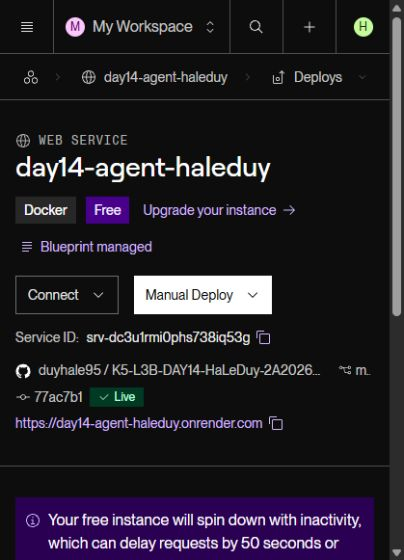 M My Workspace H
day14-agent-haleduy Deploys
WEB SERVICE
day14-agent-haleduy
Docker Free Upgrade your instance →
Blueprint managed
Connect Manual Deploy
Service ID: srv-dc3u1rmi0phs738iq53g
duyhale95 / K5-L3B-DAY14-HaLeDuy-2A2026... m..
77ac7b1 ✓ Live
https://day14-agent-haleduy.onrender.com
Your free instance will spin down with inactivity,
which can delay requests by 50 seconds or